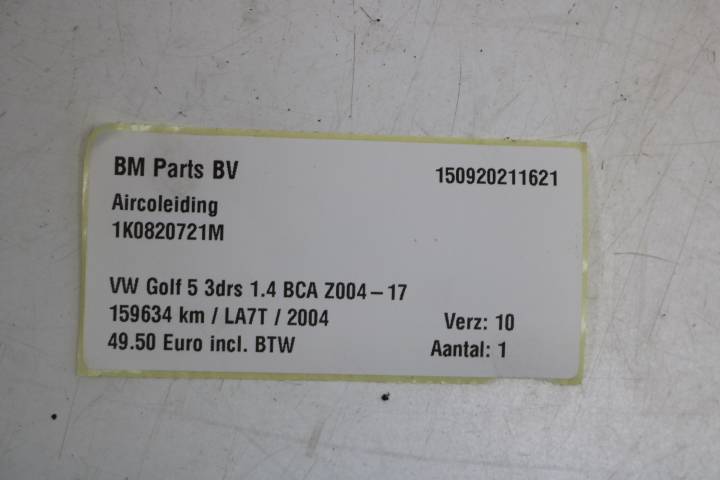 BM Parts BV 150920211621
Aircoleiding
1K0820721M
VW Golf 5 3drs 1.4 BCA Z004-17
159634 km / LA7T / 2004 Verz: 10
49.50 Euro incl. BTW Aantal: 1